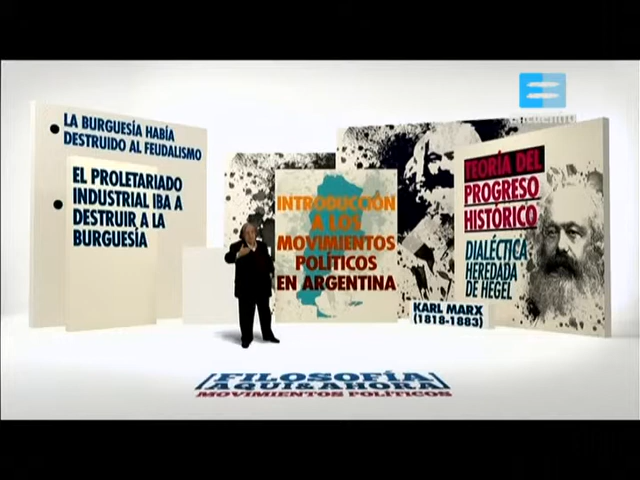 LA BURGUESÍA HABÍA
DESTRUIDO AL FEUDALISMO
EL PROLETARIADO
INDUSTRIAL IBA A
DESTRUIR A LA
BURGUESÍA
INTRODUCCIÓN
A LOS
MOVIMIENTOS
POLÍTICOS
EN ARGENTINA
TEORÍA DEL
PROGRESO
HISTÓRICO
DIALÉCTICA
HEREDADA
DE HEGEL
KARL MARX
(1818-1883)
FILOSOFÍA
AQUÍ&AHORA
MOVIMIENTOS POLÍTICOS